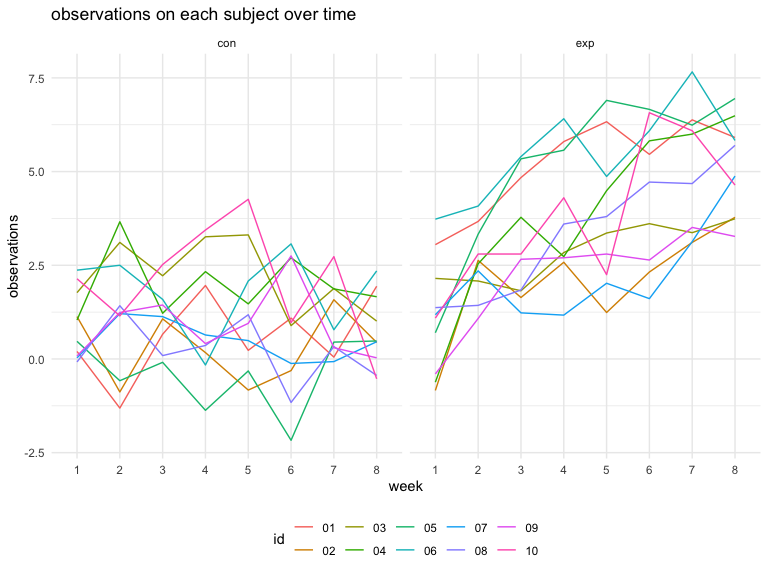 observations on each subject over time
con exp
7.5
5.0
2.5
0.0
-2.5
observations
1 2 3 4 5 6 7 8 1 2 3 4 5 6 7 8
week
id
01 03 05 07 09
02 04 06 08 10